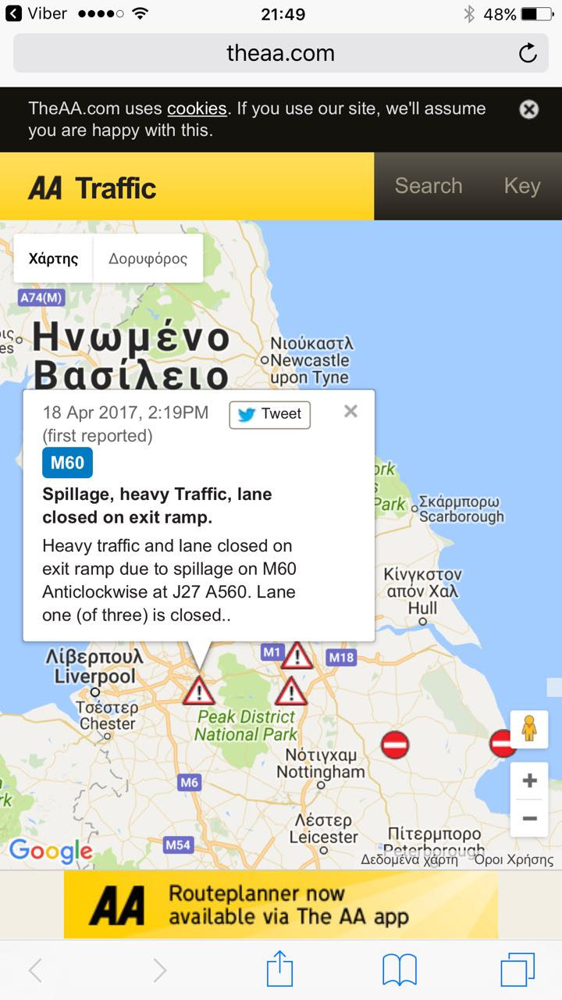 Viber 21:49 48%
theaa.com
TheAA.com uses cookies. If you use our site, we'll assume
you are happy with this.
AA Traffic Search Key
Χάρτης Δορυφόρος
A74(M)
Ηνωμένο
Βασίλειο
Νιούκαστλ
Newcastle
upon Tyne
18 Apr 2017, 2:19PM Tweet
(first reported)
M60
Spillage, heavy Traffic, lane
closed on exit ramp.
Heavy traffic and lane closed on
exit ramp due to spillage on M60
Anticlockwise at J27 A560. Lane
one (of three) is closed..
Park
Σκάρμπορω
Scarborough
Κίνγκστον
απόν Χαλ
Hull
Λίβερπουλ
Liverpool
M1
M18
Τσέστερ
Chester
Peak District
National Park
Νότιγχαμ
Nottingham
M6
Λέστερ
Leicester
M54
Πίτερμπορο
Peterborough
Google
Δεδομένα χάρτη Όροι Χρήσης
AA
Routeplanner now
available via The AA app